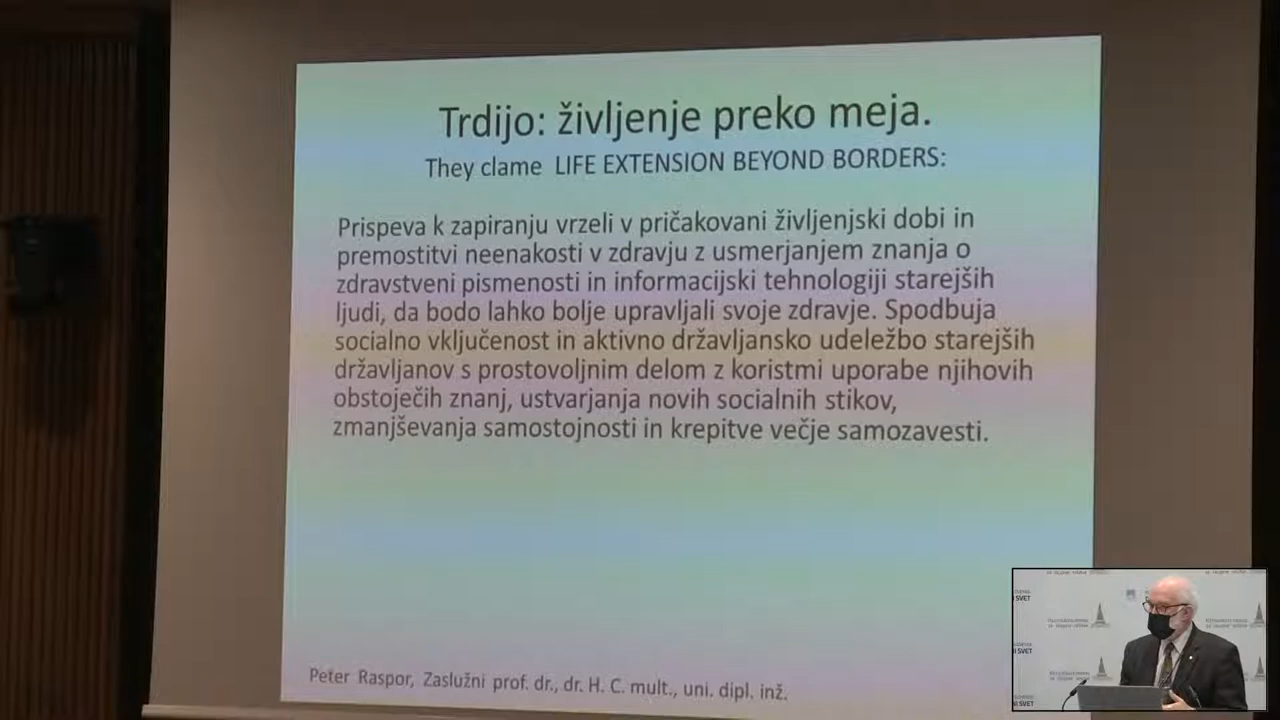 Trdijo: življenje preko meja.
They clame LIFE EXTENSION BEYOND BORDERS:
Prispeva k zapiranju vrzeli v pričakovani življenjski dobi in
premostitvi neenakosti v zdravju z usmerjanjem znanja o
zdravstveni pismenosti in informacijski tehnologiji starejših
ljudi, da bodo lahko bolje upravljali svoje zdravje. Spodbuja
socialno vključenost in aktivno državljansko udeležbo starejših
državljanov s prostovoljnim delom z koristmi uporabe njihovih
obstoječih znanj, ustvarjanja novih socialnih stikov,
zmanjševanja samostojnosti in krepitve večje samozavesti.
Peter Raspor, Zaslužni prof. dr., dr. H. C. mult., uni. dipl. inž.
SVET
I SVET